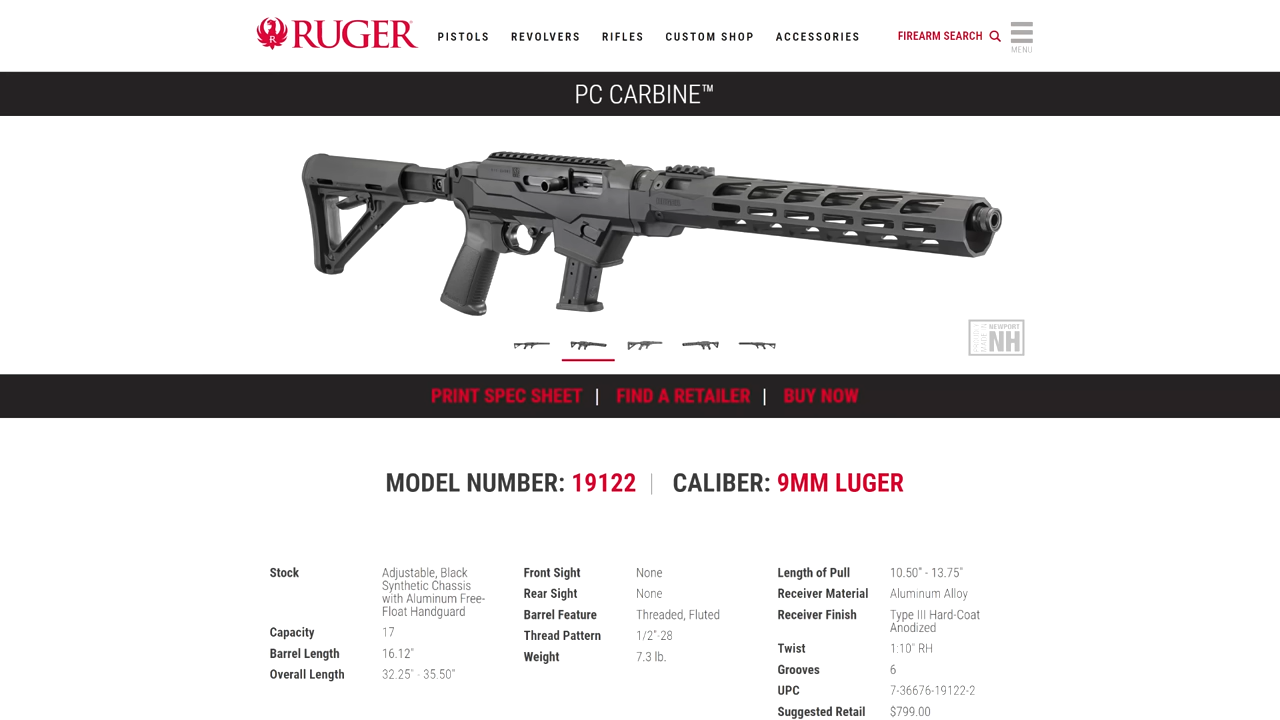 RUGER
PISTOLS REVOLVERS RIFLES CUSTOM SHOP ACCESSORIES
FIREARM SEARCH
MENU
PC CARBINE™
NEWPORT
NH
PRINT SPEC SHEET | FIND A RETAILER | BUY NOW
MODEL NUMBER: 19122 | CALIBER: 9MM LUGER
Stock Adjustable, Black
Synthetic Chassis
with Aluminum Free-
Float Handguard
Capacity 17
Barrel Length 16.12"
Overall Length 32.25" - 35.50"
Front Sight None
Rear Sight None
Barrel Feature Threaded, Fluted
Thread Pattern 1/2"-28
Weight 7.3 lb.
Length of Pull 10.50" - 13.75"
Receiver Material Aluminum Alloy
Receiver Finish Type III Hard-Coat
Anodized
Twist 1:10" RH
Grooves 6
UPC 7-36676-19122-2
Suggested Retail $799.00